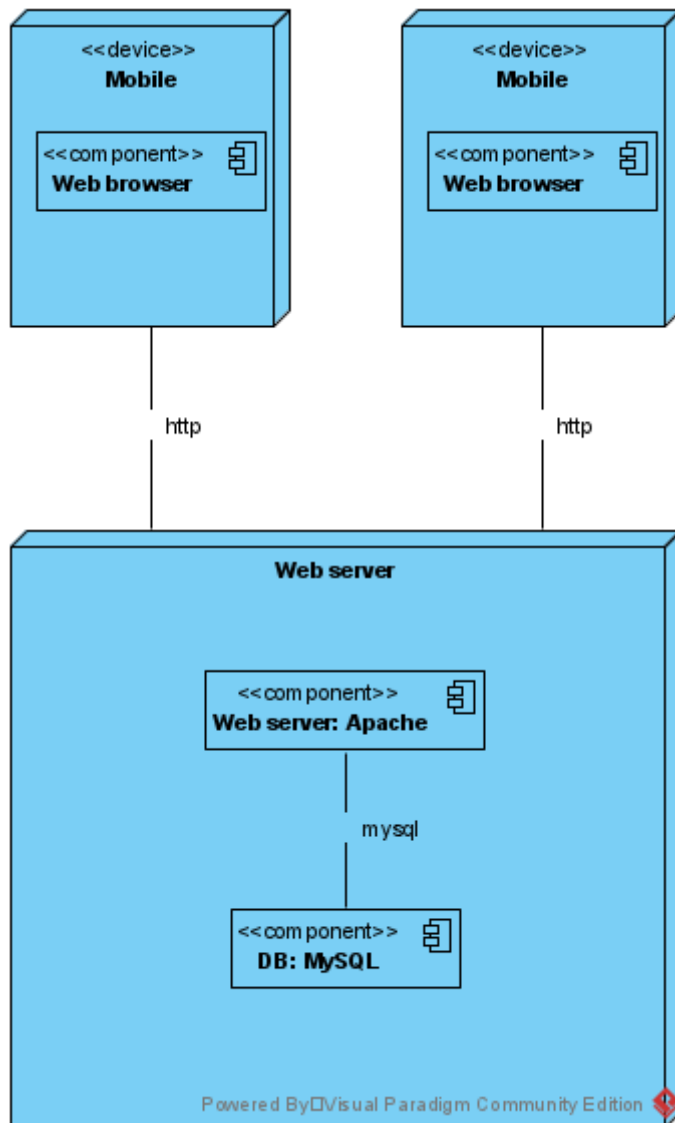 <<device>>
Mobile
<<component>>
Web browser
<<device>>
Mobile
<<component>>
Web browser
http
http
Web server
<<component>>
Web server: Apache
mysql
<<component>>
DB: MySQL
Powered By□Visual Paradigm Community Edition